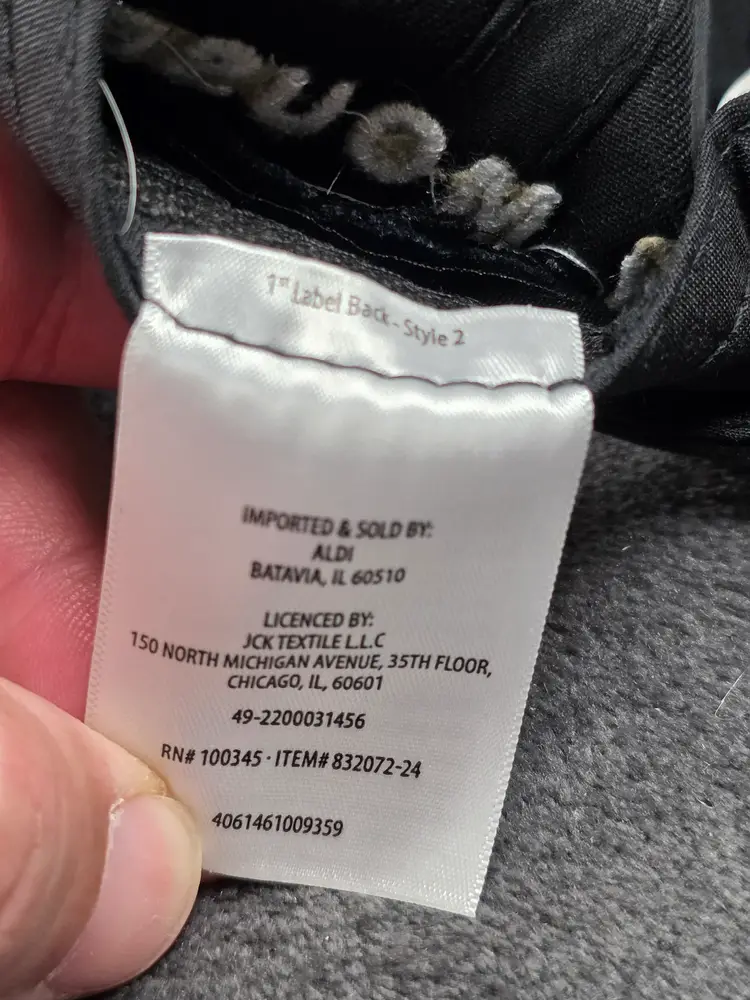 1st Label Back - Style 2
IMPORTED & SOLD BY:
ALDI
BATAVIA, IL 60510
LICENCED BY:
JCK TEXTILE L.L.C
150 NORTH MICHIGAN AVENUE, 35TH FLOOR,
CHICAGO, IL, 60601
49-2200031456
RN# 100345 · ITEM# 832072-24
4061461009359